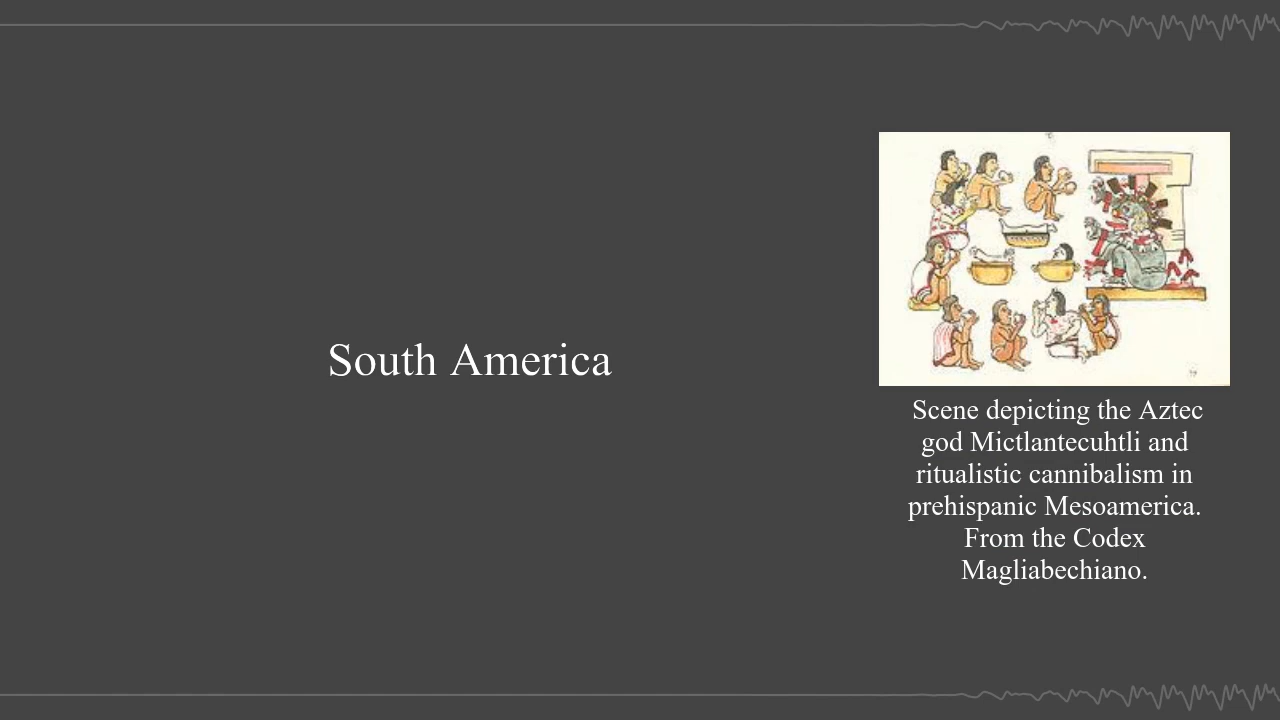 South America
Scene depicting the Aztec
god Mictlantecuhtli and
ritualistic cannibalism in
prehispanic Mesoamerica.
From the Codex
Magliabechiano.